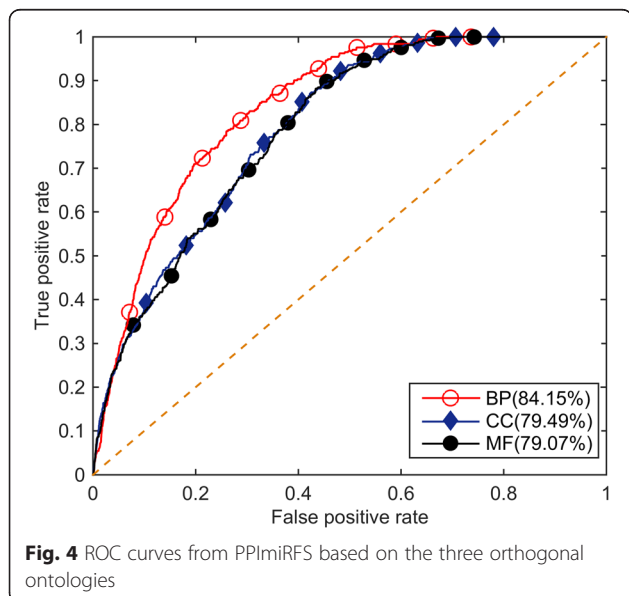 1
0.9
0.8
0.7
0.6
0.5
0.4
0.3
0.2
0.1
0
True positive rate
0 0.2 0.4 0.6 0.8 1
False positive rate
BP(84.15%)
CC(79.49%)
MF(79.07%)
Fig. 4 ROC curves from PPImiRFS based on the three orthogonal
ontologies